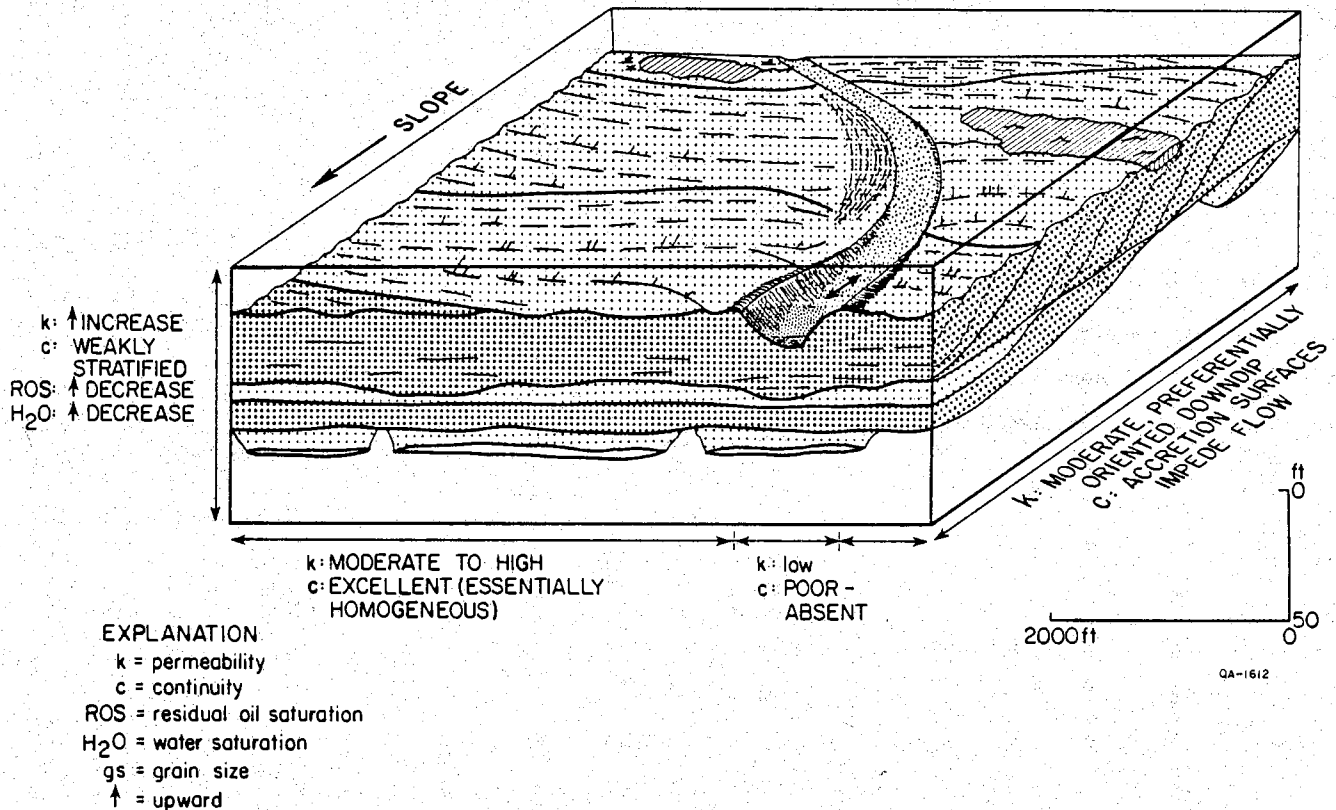 SLOPE
k: ↑ INCREASE
c: WEAKLY
STRATIFIED
ROS: ↑ DECREASE
H₂O: ↑ DECREASE
k: MODERATE, PREFERENTIALLY
ORIENTED DOWNDIP
c: ACCRETION SURFACES
IMPEDE FLOW
k: MODERATE TO HIGH
c: EXCELLENT (ESSENTIALLY
HOMOGENEOUS)
k: low
c: POOR-
ABSENT
ft
0
50
2000 ft
0
QA-1612
EXPLANATION
k = permeability
c = continuity
ROS = residual oil saturation
H₂O = water saturation
gs = grain size
↑ = upward